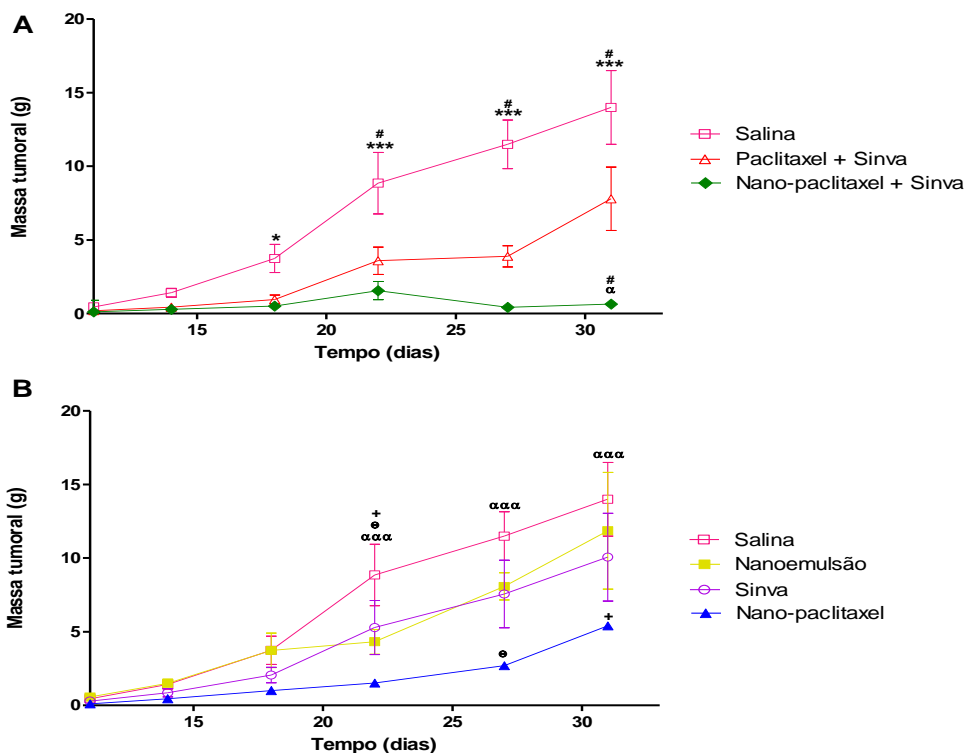 A
Massa tumoral (g)
20
15
10
5
0
*
#
***
#
***
#
***
#
α
15
20
25
30
Tempo (dias)
Salina
Paclitaxel + Sinva
Nano-paclitaxel + Sinva
B
Massa tumoral (g)
20
15
10
5
0
+
ɵ
ααα
ααα
ααα
ɵ
+
15
20
25
30
Tempo (dias)
Salina
Nanoemulsão
Sinva
Nano-paclitaxel